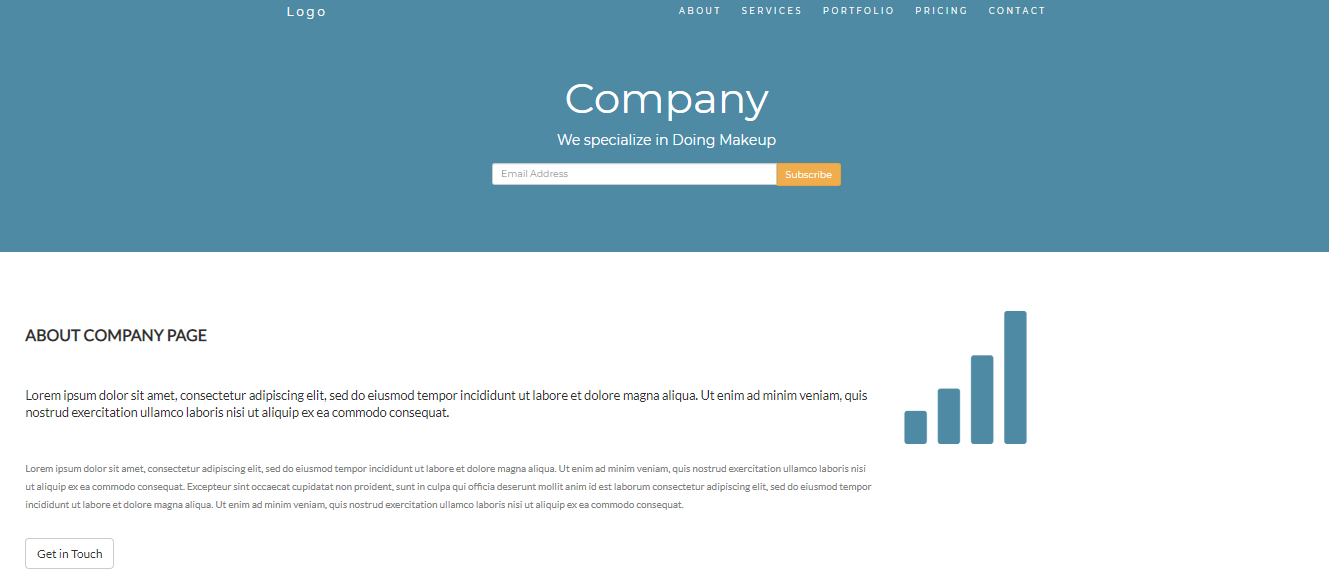 Logo
ABOUT SERVICES PORTFOLIO PRICING CONTACT
Company
We specialize in Doing Makeup
Email Address Subscribe
ABOUT COMPANY PAGE
Lorem ipsum dolor sit amet, consectetur adipiscing elit, sed do eiusmod tempor incididunt ut labore et dolore magna aliqua. Ut enim ad minim veniam, quis
nostrud exercitation ullamco laboris nisi ut aliquip ex ea commodo consequat.
Lorem ipsum dolor sit amet, consectetur adipiscing elit, sed do eiusmod tempor incididunt ut labore et dolore magna aliqua. Ut enim ad minim veniam, quis nostrud exercitation ullamco laboris nisi
ut aliquip ex ea commodo consequat. Excepteur sint occaecat cupidatat non proident, sunt in culpa qui officia deserunt mollit anim id est laborum consectetur adipiscing elit, sed do eiusmod tempor
incididunt ut labore et dolore magna aliqua. Ut enim ad minim veniam, quis nostrud exercitation ullamco laboris nisi ut aliquip ex ea commodo consequat.
Get in Touch